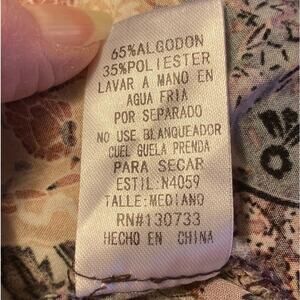 65%ALGODON
35%POLIESTER
LAVAR A MANO EN
AGUA FRIA
POR SEPARADO
NO USE BLANQUEADOR
CUEL GUELA PRENDA
PARA SECAR
ESTIL:N4059
TALLE:MEDIANO
RN#130733
HECHO EN CHINA